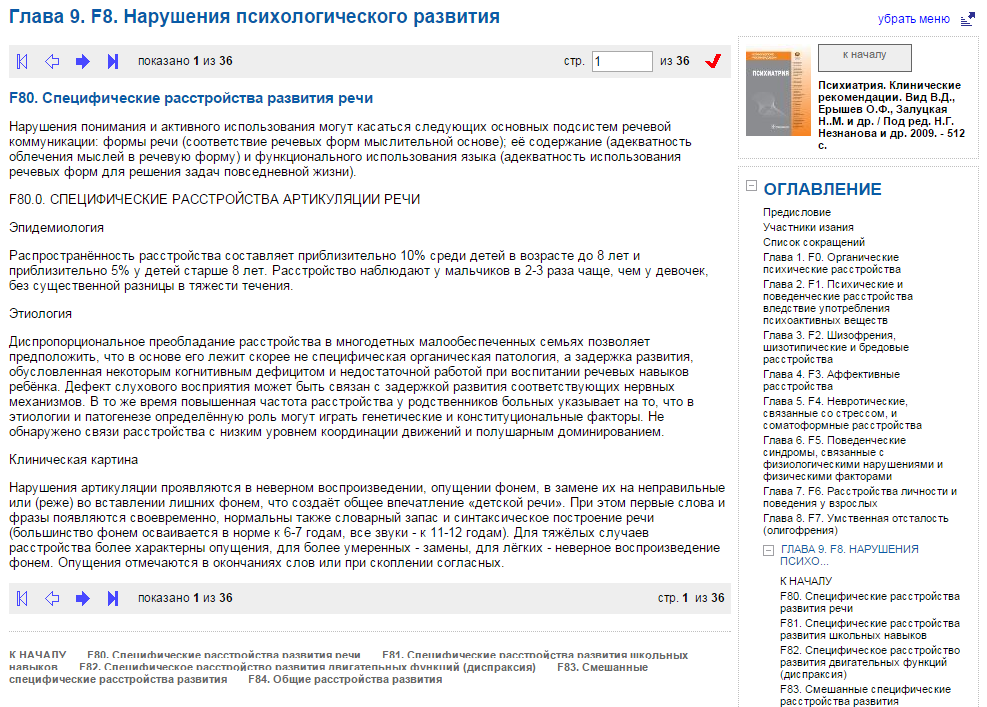 Глава 9. F8. Нарушения психологического развития
убрать меню
показано 1 из 36
стр. 1 из 36
F80. Специфические расстройства развития речи
Нарушения понимания и активного использования могут касаться следующих основных подсистем речевой
коммуникации: формы речи (соответствие речевых форм мыслительной основе); её содержание (адекватность
облечения мыслей в речевую форму) и функционального использования языка (адекватность использования
речевых форм для решения задач повседневной жизни).
F80.0. СПЕЦИФИЧЕСКИЕ РАССТРОЙСТВА АРТИКУЛЯЦИИ РЕЧИ
Эпидемиология
Распространённость расстройства составляет приблизительно 10% среди детей в возрасте до 8 лет и
приблизительно 5% у детей старше 8 лет. Расстройство наблюдают у мальчиков в 2-3 раза чаще, чем у девочек,
без существенной разницы в тяжести течения.
Этиология
Диспропорциональное преобладание расстройства в многодетных малообеспеченных семьях позволяет
предположить, что в основе его лежит скорее не специфическая органическая патология, а задержка развития,
обусловленная некоторым когнитивным дефицитом и недостаточной работой при воспитании речевых навыков
ребёнка. Дефект слухового восприятия может быть связан с задержкой развития соответствующих нервных
механизмов. В то же время повышенная частота расстройства у родственников больных указывает на то, что в
этиологии и патогенезе определённую роль могут играть генетические и конституциональные факторы. Не
обнаружено связи расстройства с низким уровнем координации движений и полушарным доминированием.
Клиническая картина
Нарушения артикуляции проявляются в неверном воспроизведении, опущении фонем, в замене их на неправильные
или (реже) во вставлении лишних фонем, что создаёт общее впечатление «детской речи». При этом первые слова и
фразы появляются своевременно, нормальны также словарный запас и синтаксическое построение речи
(большинство фонем осваивается в норме к 6-7 годам, все звуки - к 11-12 годам). Для тяжёлых случаев
расстройства более характерны опущения, для более умеренных - замены, для лёгких - неверное воспроизведение
фонем. Опущения отмечаются в окончаниях слов или при скоплении согласных.
показано 1 из 36
стр. 1 из 36
К НАЧАЛУ F80. Специфические расстройства развития речи F81. Специфические расстройства развития школьных
навыков F82. Специфическое расстройство развития двигательных функций (диспраксия) F83. Смешанные
специфические расстройства развития F84. Общие расстройства развития
ПСИХИАТРИЯ
к началу
Психиатрия. Клинические
рекомендации. Вид В.Д.,
Ерышев О.Ф., Залуцкая
Н..М. и др. / Под ред. Н.Г.
Незнанова и др. 2009. - 512
с.
ОГЛАВЛЕНИЕ
Предисловие
Участники изания
Список сокращений
Глава 1. F0. Органические
психические расстройства
Глава 2. F1. Психические и
поведенческие расстройства
вледствие употребления
психоактивных веществ
Глава 3. F2. Шизофрения,
шизотипические и бредовые
расстройства
Глава 4. F3. Аффективные
расстройства
Глава 5. F4. Невротические,
связанные со стрессом, и
соматоформные расстройства
Глава 6. F5. Поведенческие
синдромы, связанные с
физиологическими нарушениями и
физическими факторами
Глава 7. F6. Расстройства личности и
поведения у взрослых
Глава 8. F7. Умственная отсталость
(олигофрения)
ГЛАВА 9. F8. НАРУШЕНИЯ
ПСИХО...
К НАЧАЛУ
F80. Специфические расстройства
развития речи
F81. Специфические расстройства
развития школьных навыков
F82. Специфическое расстройство
развития двигательных функций
(диспраксия)
F83. Смешанные специфические
расстройства развития